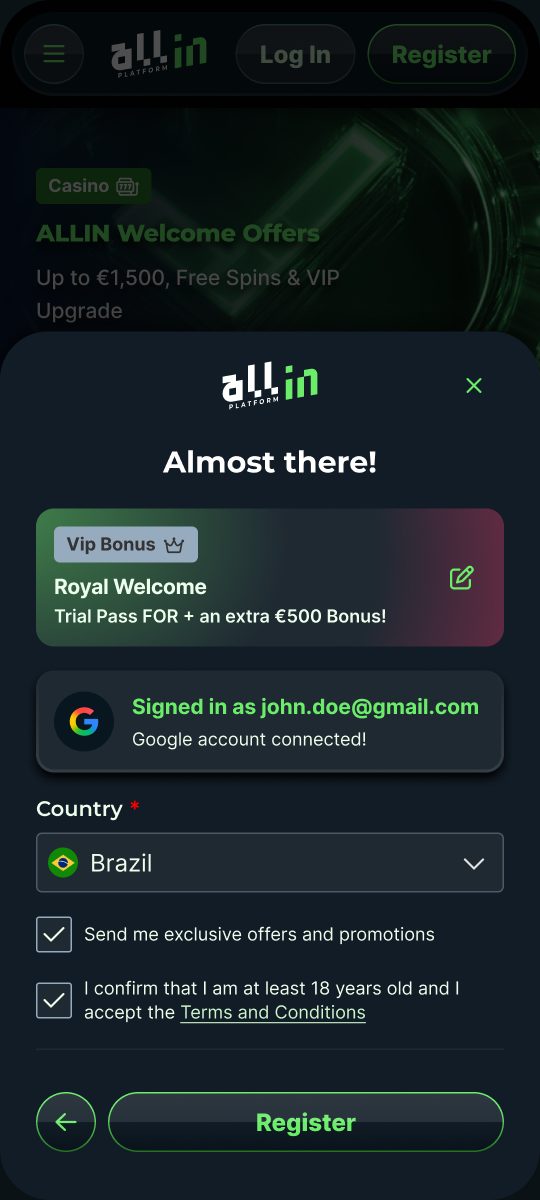 all in
PLATFORM
Log In
Register
Casino
ALLIN Welcome Offers
Up to €1,500, Free Spins & VIP
Upgrade
all in
PLATFORM
Almost there!
Vip Bonus
Royal Welcome
Trial Pass FOR + an extra €500 Bonus!
Signed in as john.doe@gmail.com
Google account connected!
Country *
Brazil
Send me exclusive offers and promotions
I confirm that I am at least 18 years old and I
accept the Terms and Conditions
Register